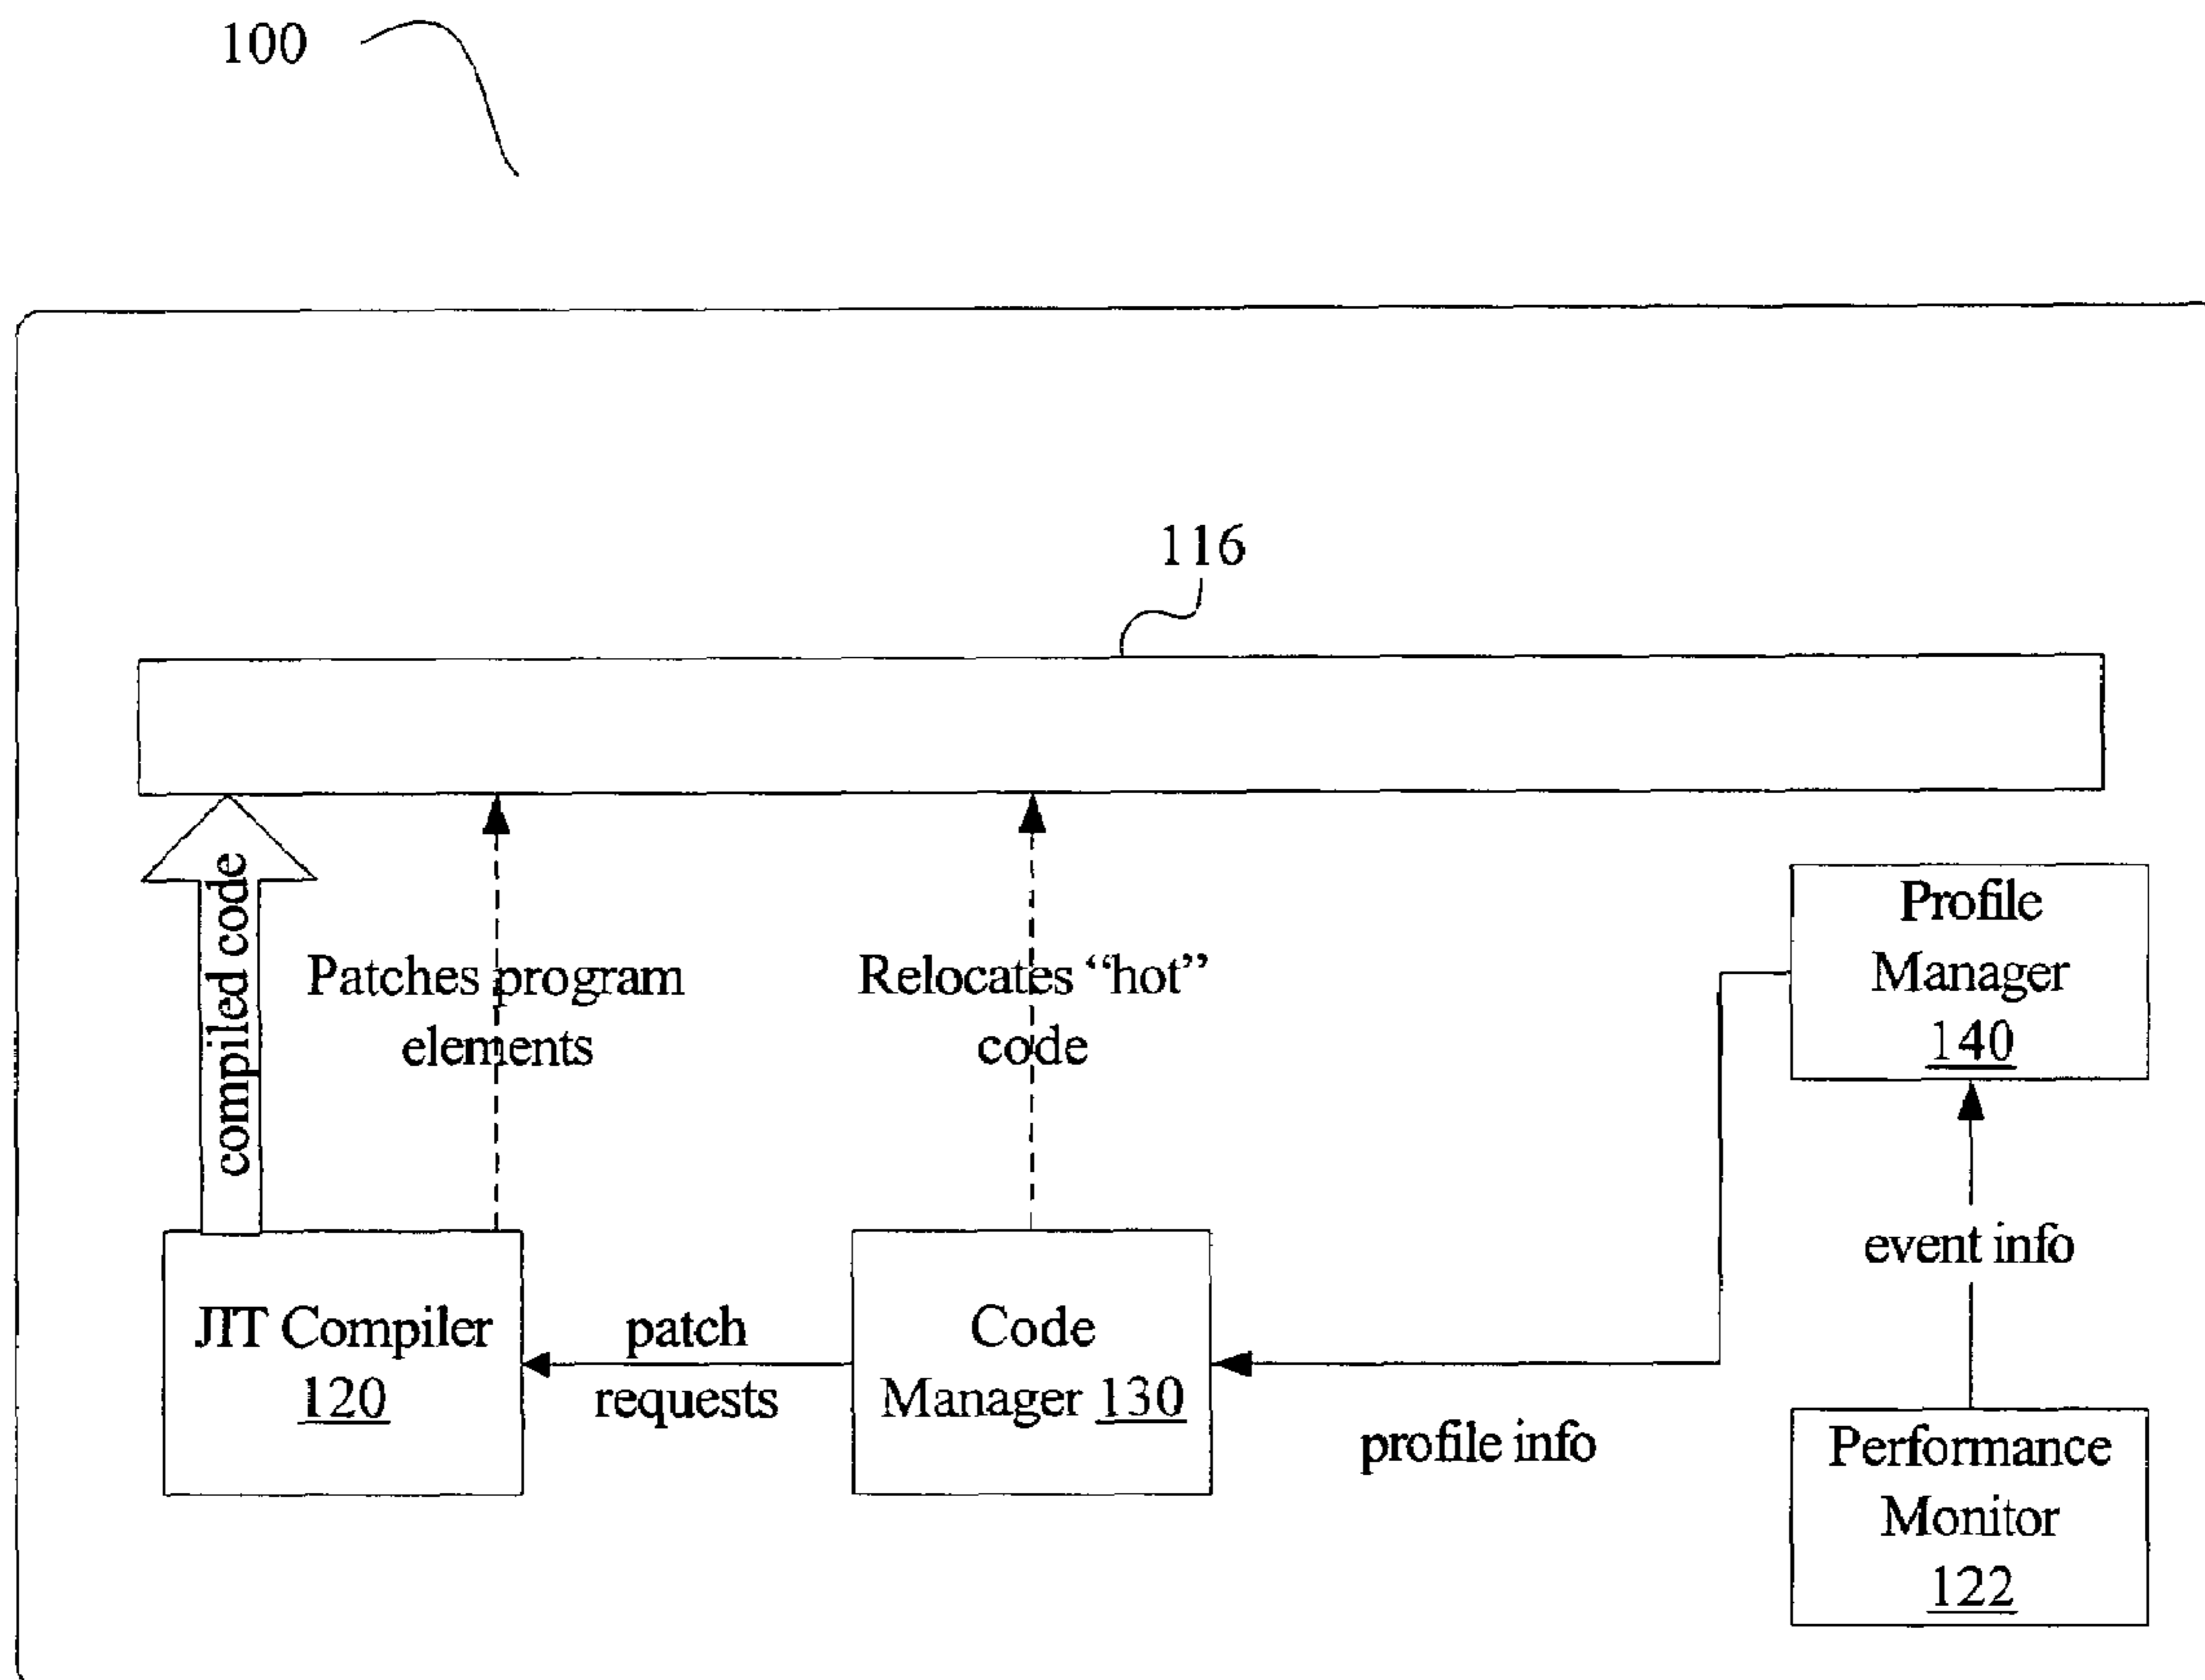 100
116
compiled code
Patches program
elements
Relocates “hot”
code
Profile
Manager
140
event info
JIT Compiler
120
patch
requests
Code
Manager 130
profile info
Performance
Monitor
122